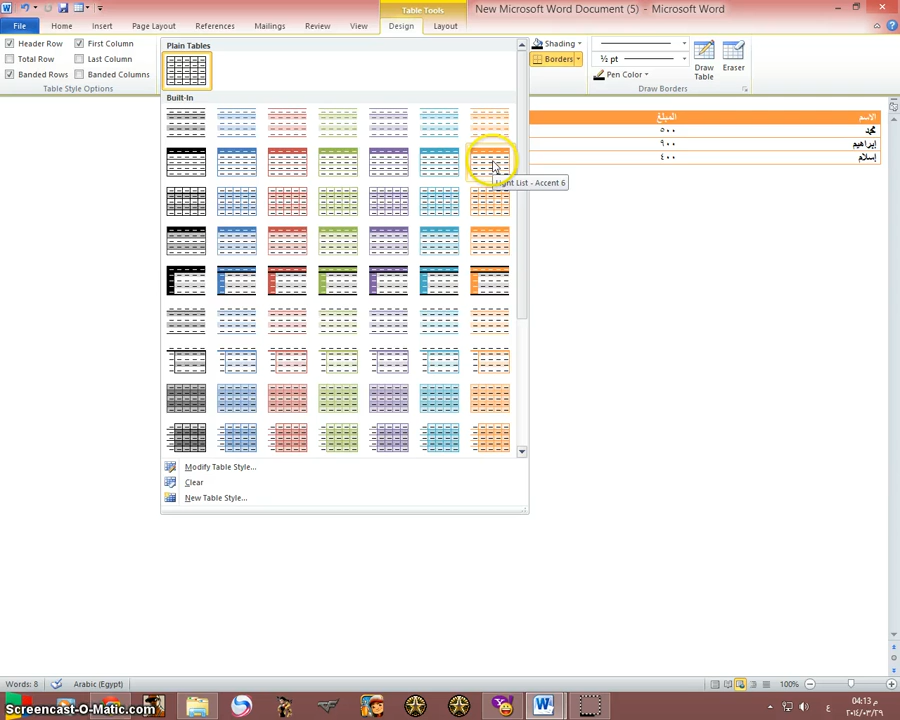 Table Tools
New Microsoft Word Document (5) - Microsoft Word
File Home Insert Page Layout References Mailings Review View Design Layout
Header Row First Column
Total Row Last Column
Banded Rows Banded Columns
Table Style Options
Plain Tables
Built-In
Shading
Borders
½ pt
Pen Color
Draw Table
Eraser
Draw Borders
الاسم المبلغ
محمد ٥٠٠
إبراهيم ٩٠٠
إسلام ٤٠٠
Light List - Accent 6
Modify Table Style...
Clear
New Table Style...
Words: 8 Arabic (Egypt) 100%
Screencast-O-Matic.com
ع
04:13 م
٢٠١٤/٠٣/٢٩